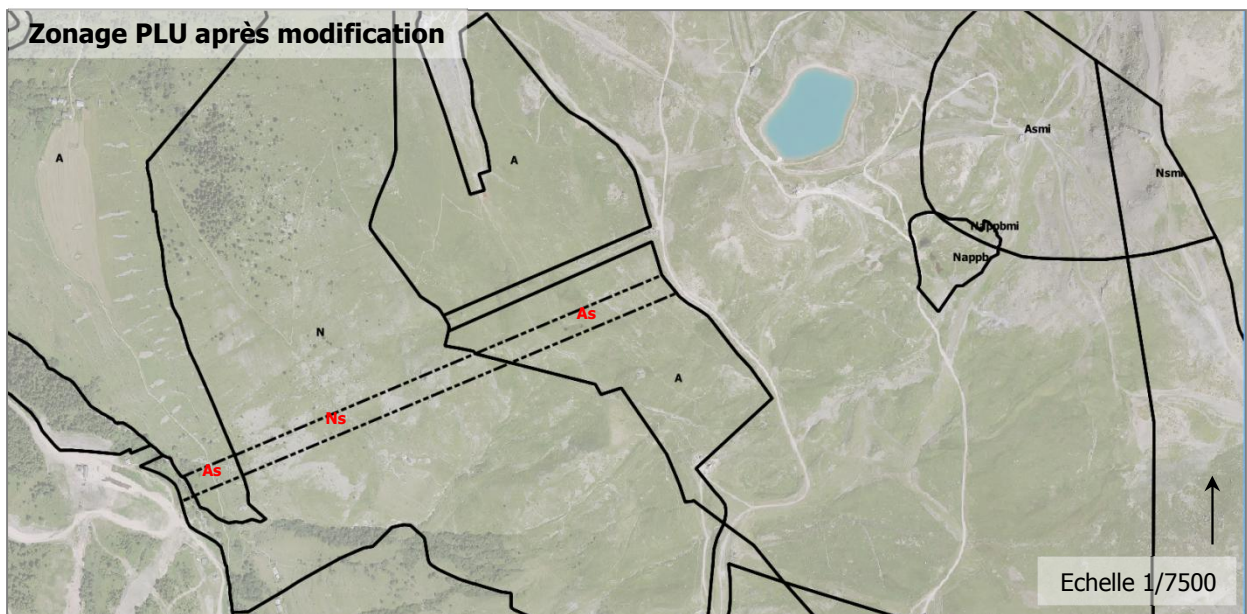 Zonage PLU après modification
A
A
Asmi
Nsmi
Nappbmi
Nappb
As
N
A
Ns
As
Echelle 1/7500